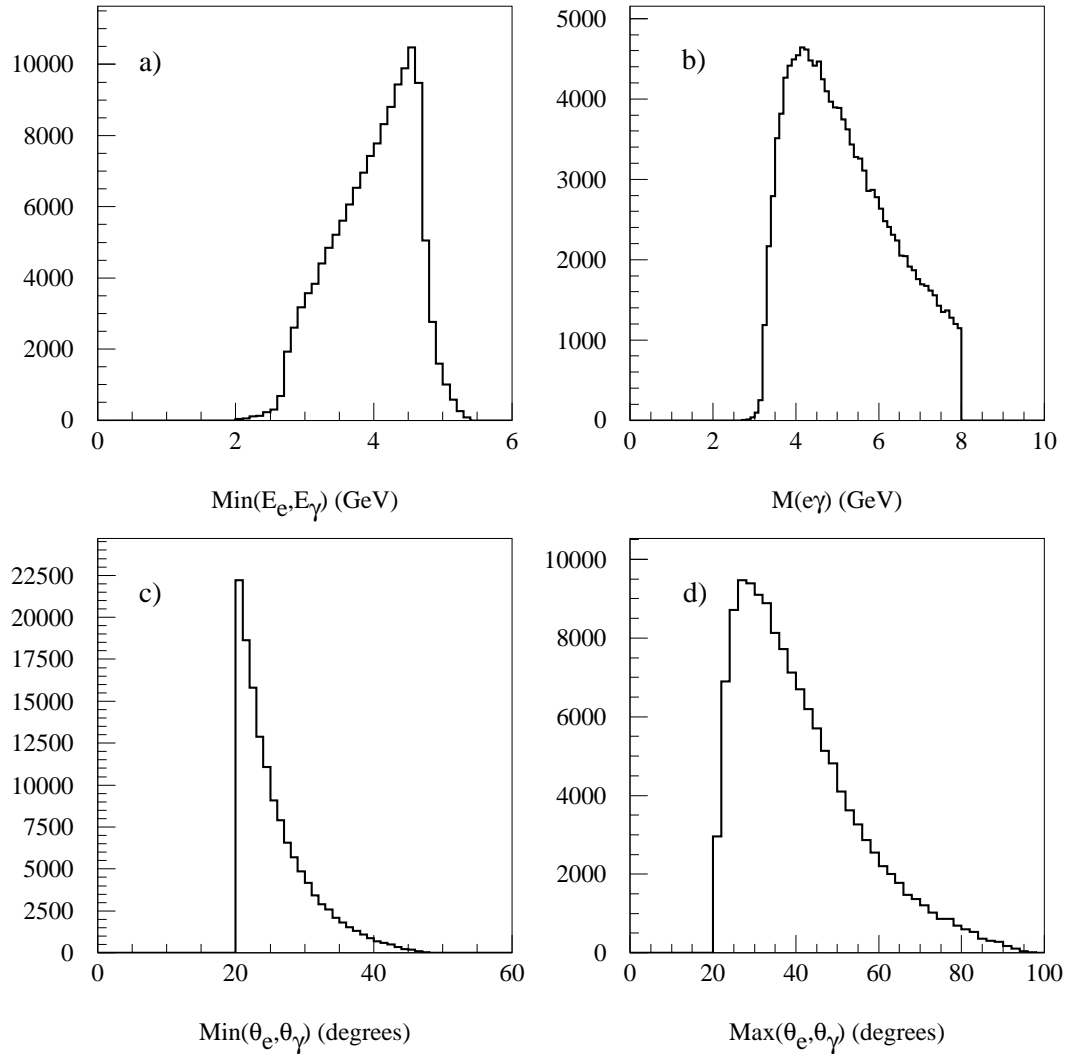 a)
10000
8000
6000
4000
2000
0
0 2 4 6
Min(E_e,E_γ) (GeV)
b)
5000
4000
3000
2000
1000
0
0 2 4 6 8 10
M(eγ) (GeV)
c)
22500
20000
17500
15000
12500
10000
7500
5000
2500
0
0 20 40 60
Min(θ_e,θ_γ) (degrees)
d)
10000
8000
6000
4000
2000
0
0 20 40 60 80 100
Max(θ_e,θ_γ) (degrees)